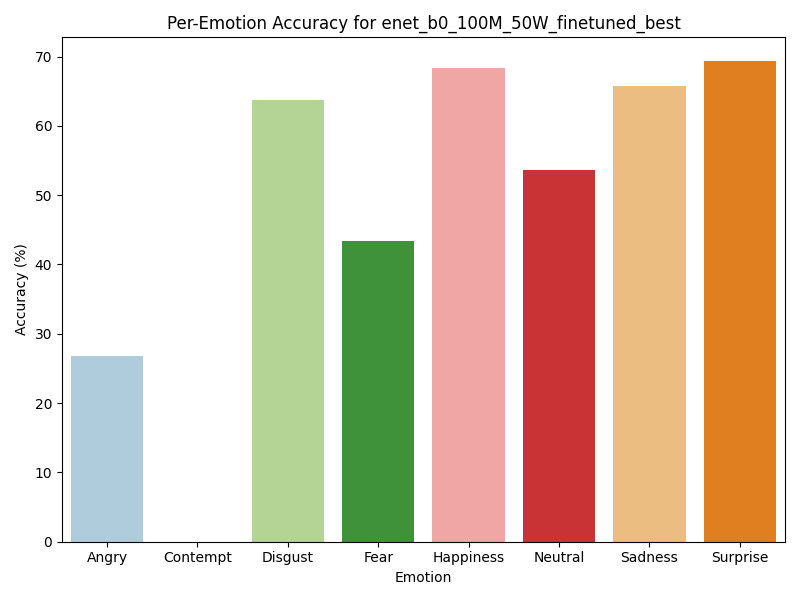 Per-Emotion Accuracy for enet_b0_100M_50W_finetuned_best
Accuracy (%)
70
60
50
40
30
20
10
0
Angry Contempt Disgust Fear Happiness Neutral Sadness Surprise
Emotion